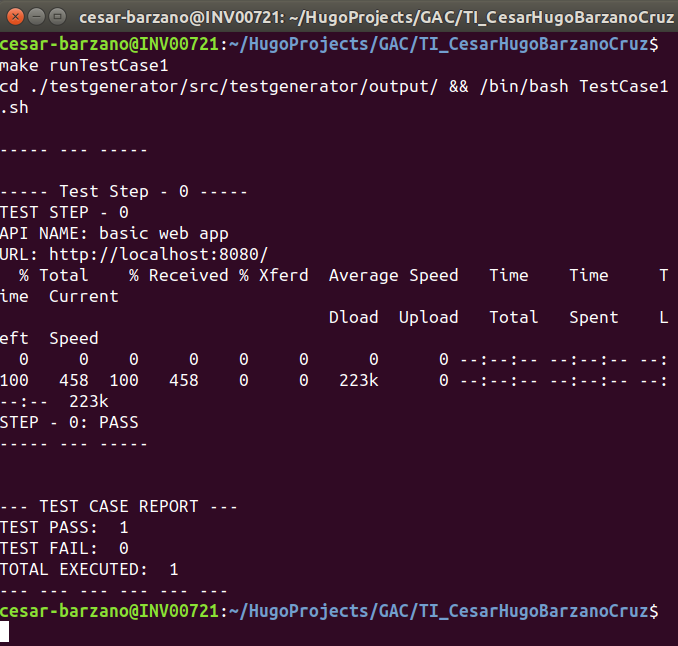 cesar-barzano@INV00721: ~/HugoProjects/GAC/TI_CesarHugoBarzanoCruz
cesar-barzano@INV00721:~/HugoProjects/GAC/TI_CesarHugoBarzanoCruz$
make runTestCase1
cd ./testgenerator/src/testgenerator/output/ && /bin/bash TestCase1
.sh
----- --- -----
----- Test Step - 0 -----
TEST STEP - 0
API NAME: basic web app
URL: http://localhost:8080/
  % Total    % Received % Xferd  Average Speed   Time    Time     T
ime  Current
                                 Dload  Upload   Total   Spent    L
eft  Speed
  0     0    0     0    0     0      0      0 --:--:-- --:--:-- --:
100   458  100   458    0     0   223k      0 --:--:-- --:--:-- --:
--:--  223k
STEP - 0: PASS
----- --- -----
--- TEST CASE REPORT ---
TEST PASS:  1
TEST FAIL:  0
TOTAL EXECUTED:  1
--- --- --- --- --- ---
cesar-barzano@INV00721:~/HugoProjects/GAC/TI_CesarHugoBarzanoCruz$